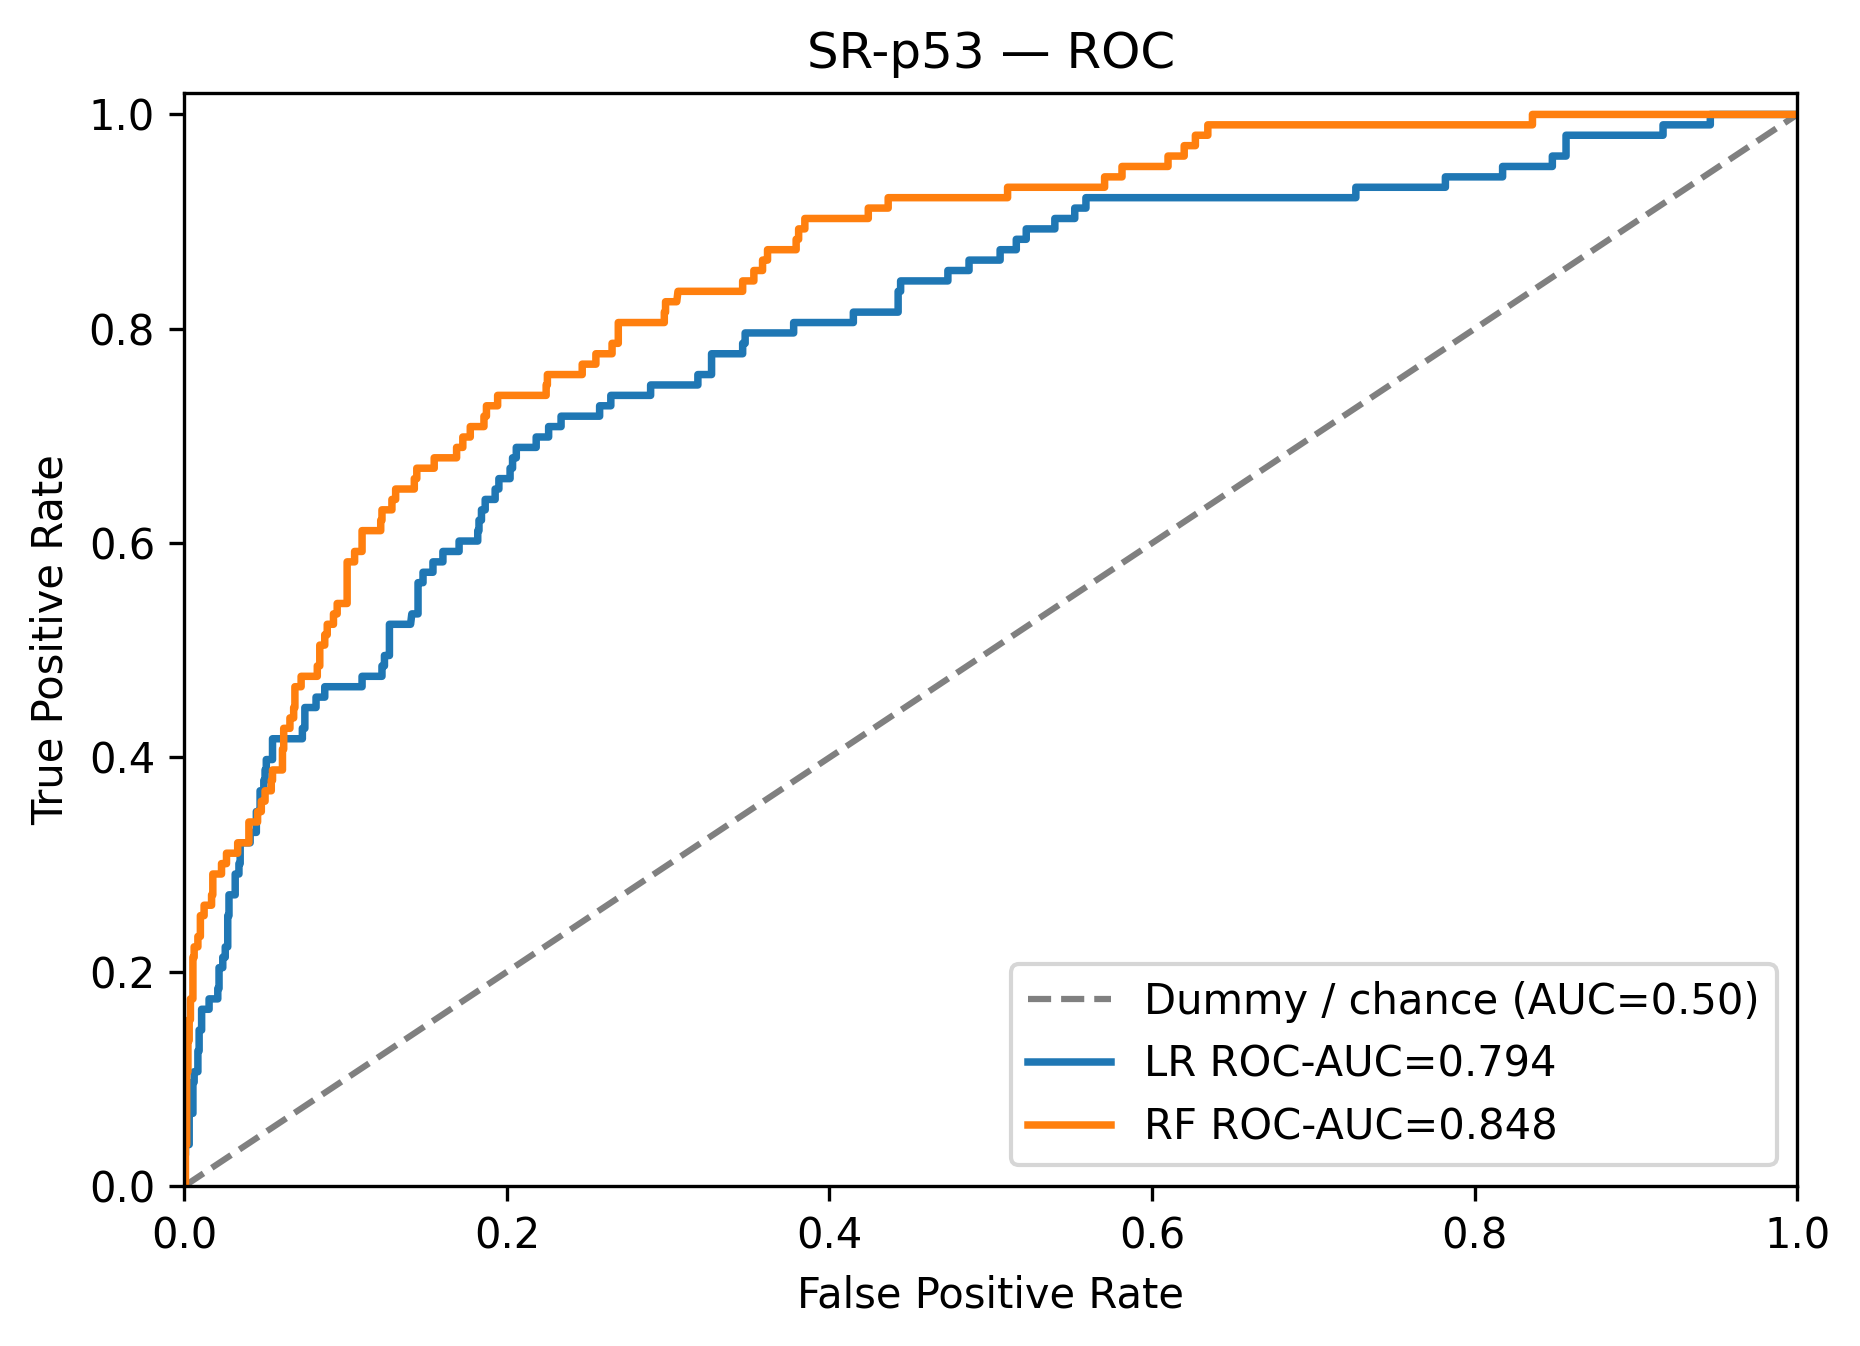 SR-p53 — ROC
True Positive Rate
1.0
0.8
0.6
0.4
0.2
0.0
Dummy / chance (AUC=0.50)
LR ROC-AUC=0.794
RF ROC-AUC=0.848
0.0 0.2 0.4 0.6 0.8 1.0
False Positive Rate